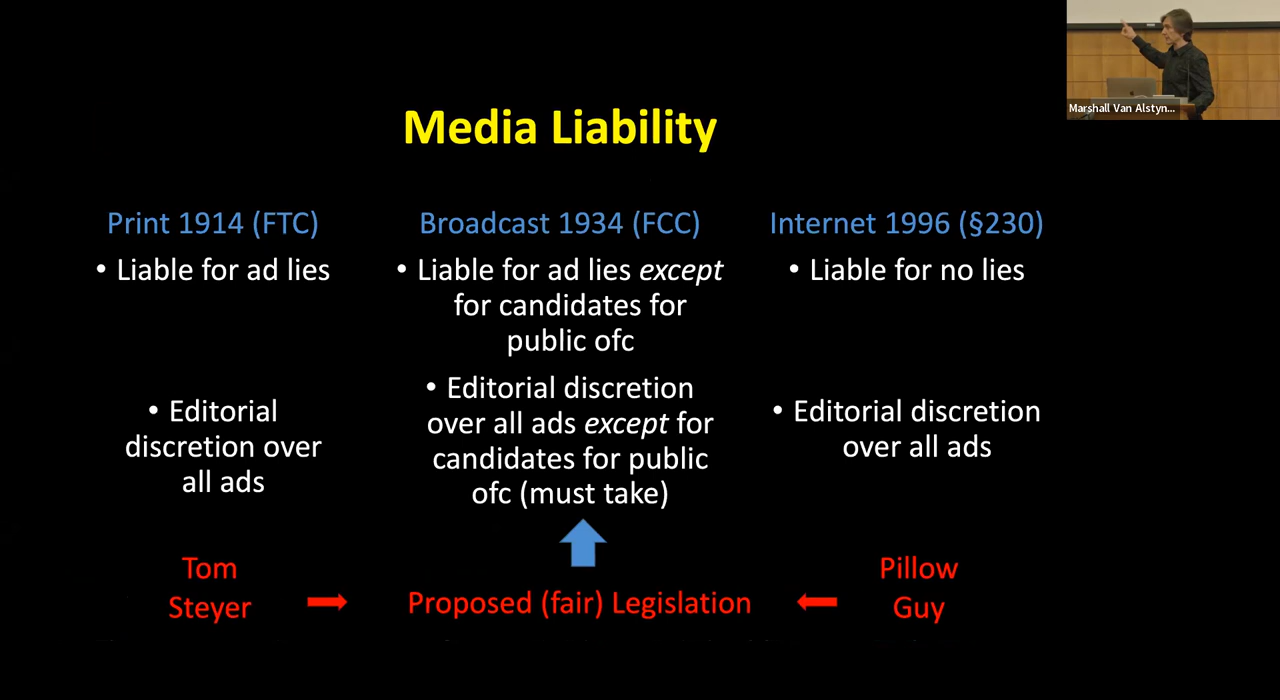 Marshall Van Alstyn...
Media Liability
Print 1914 (FTC)
• Liable for ad lies
• Editorial
discretion over
all ads
Broadcast 1934 (FCC)
• Liable for ad lies except
for candidates for
public ofc
• Editorial discretion
over all ads except for
candidates for public
ofc (must take)
Internet 1996 (§230)
• Liable for no lies
• Editorial discretion
over all ads
Tom
Steyer
Proposed (fair) Legislation
Pillow
Guy